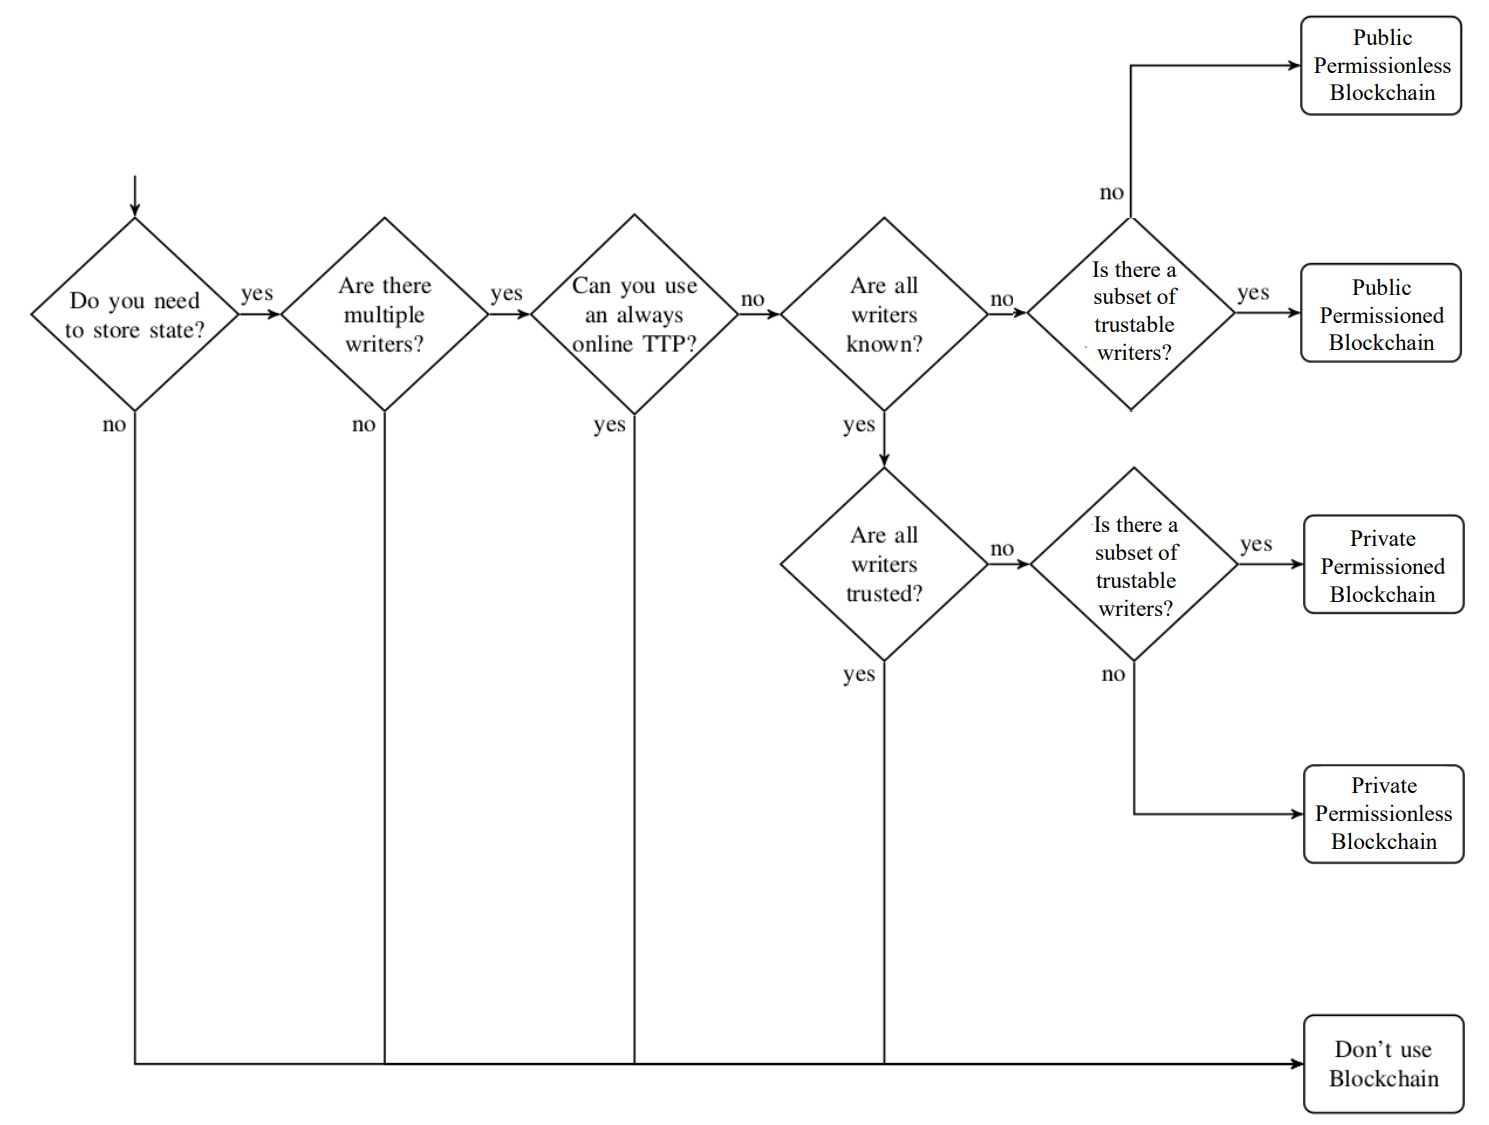 Public
Permissionless
Blockchain
no
Do you need
to store state?
yes
no
Are there
multiple
writers?
yes
no
Can you use
an always
online TTP?
no
yes
Are all
writers
known?
no
yes
Is there a
subset of
trustable
writers?
yes
Public
Permissioned
Blockchain
Are all
writers
trusted?
no
yes
Is there a
subset of
trustable
writers?
yes
no
Private
Permissioned
Blockchain
Private
Permissionless
Blockchain
Don't use
Blockchain